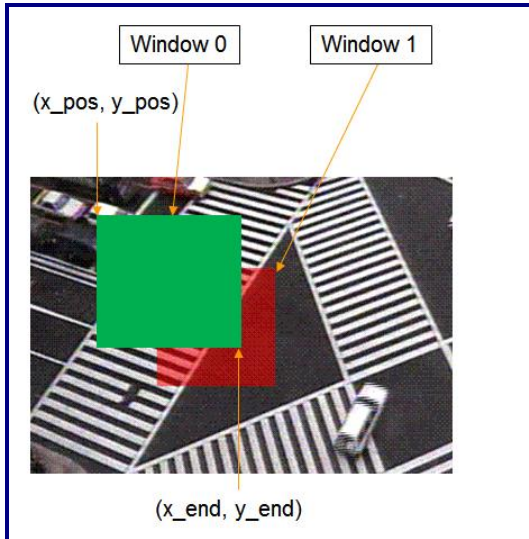 Window 0
Window 1
(x_pos, y_pos)
(x_end, y_end)